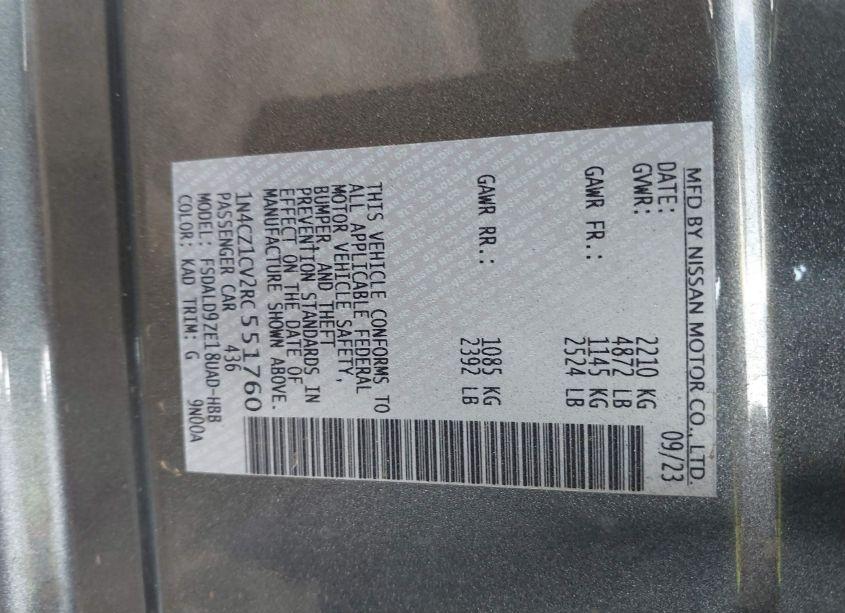 MFD BY NISSAN MOTOR CO., LTD.
DATE: 09/23
GVWR: 2210 KG
4872 LB
GAWR FR.: 1145 KG
2524 LB
GAWR RR.: 1085 KG
2392 LB
THIS VEHICLE CONFORMS TO
ALL APPLICABLE FEDERAL
MOTOR VEHICLE SAFETY,
BUMPER, AND THEFT
PREVENTION STANDARDS IN
EFFECT ON THE DATE OF
MANUFACTURE SHOWN ABOVE.
1N4CZ1CV2RC551760
PASSENGER CAR 436
MODEL: FSDALD9ZE18UAD-HBB
COLOR: KAD TRIM: G 9N00A